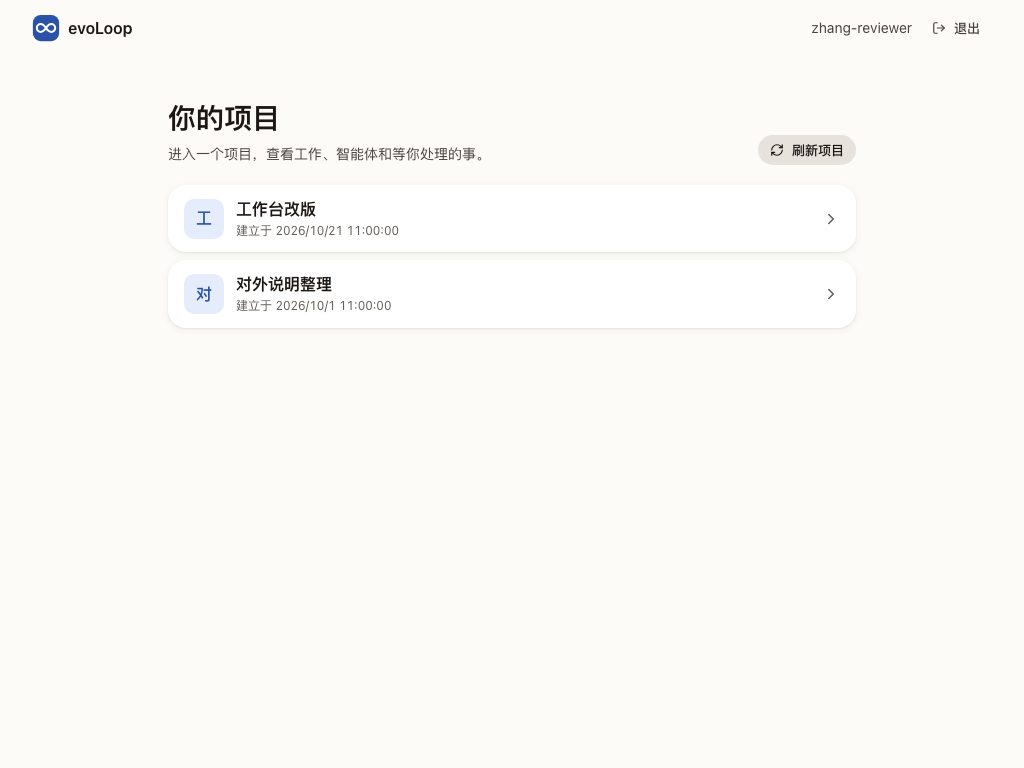 evoLoop
zhang-reviewer
退出
你的项目
进入一个项目，查看工作、智能体和等你处理的事。
刷新项目
工
工作台改版
建立于 2026/10/21 11:00:00
对
对外说明整理
建立于 2026/10/1 11:00:00